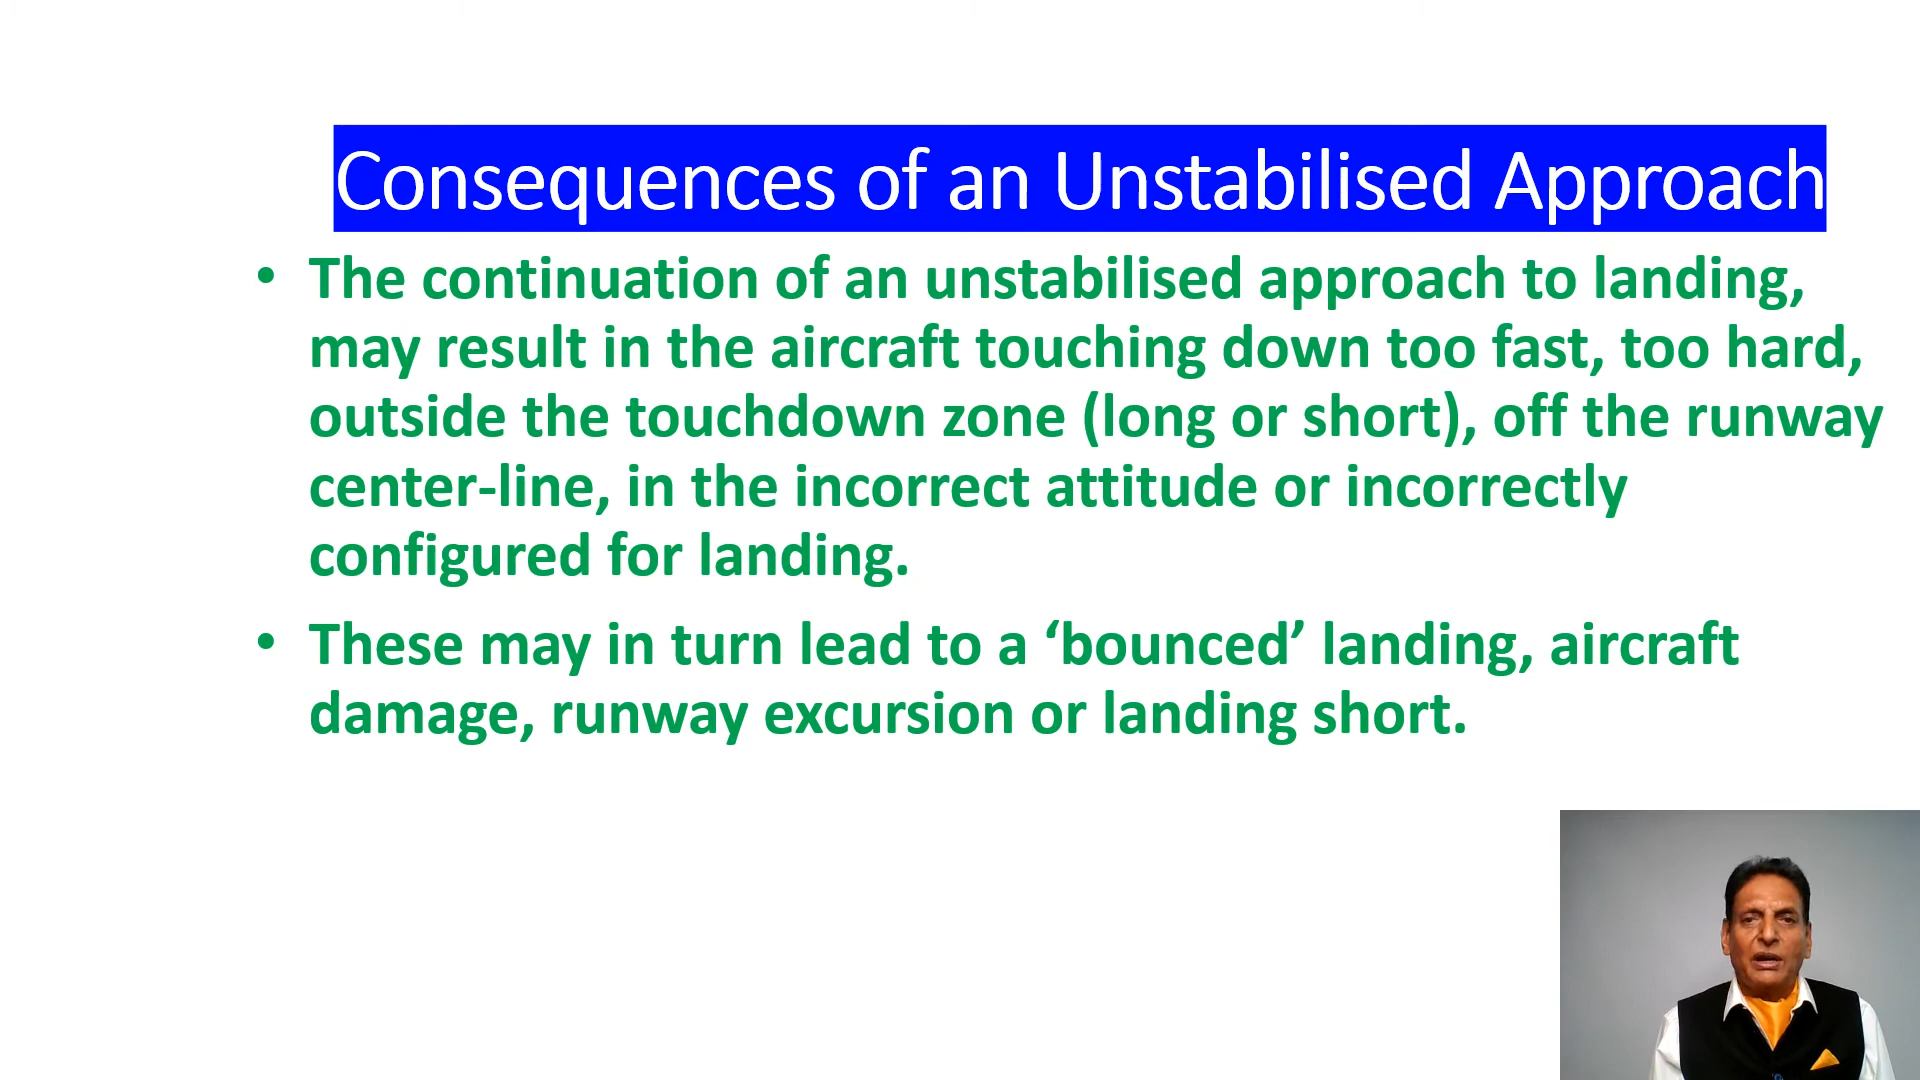 Consequences of an Unstabilised Approach
• The continuation of an unstabilised approach to landing,
may result in the aircraft touching down too fast, too hard,
outside the touchdown zone (long or short), off the runway
center-line, in the incorrect attitude or incorrectly
configured for landing.
• These may in turn lead to a ‘bounced’ landing, aircraft
damage, runway excursion or landing short.